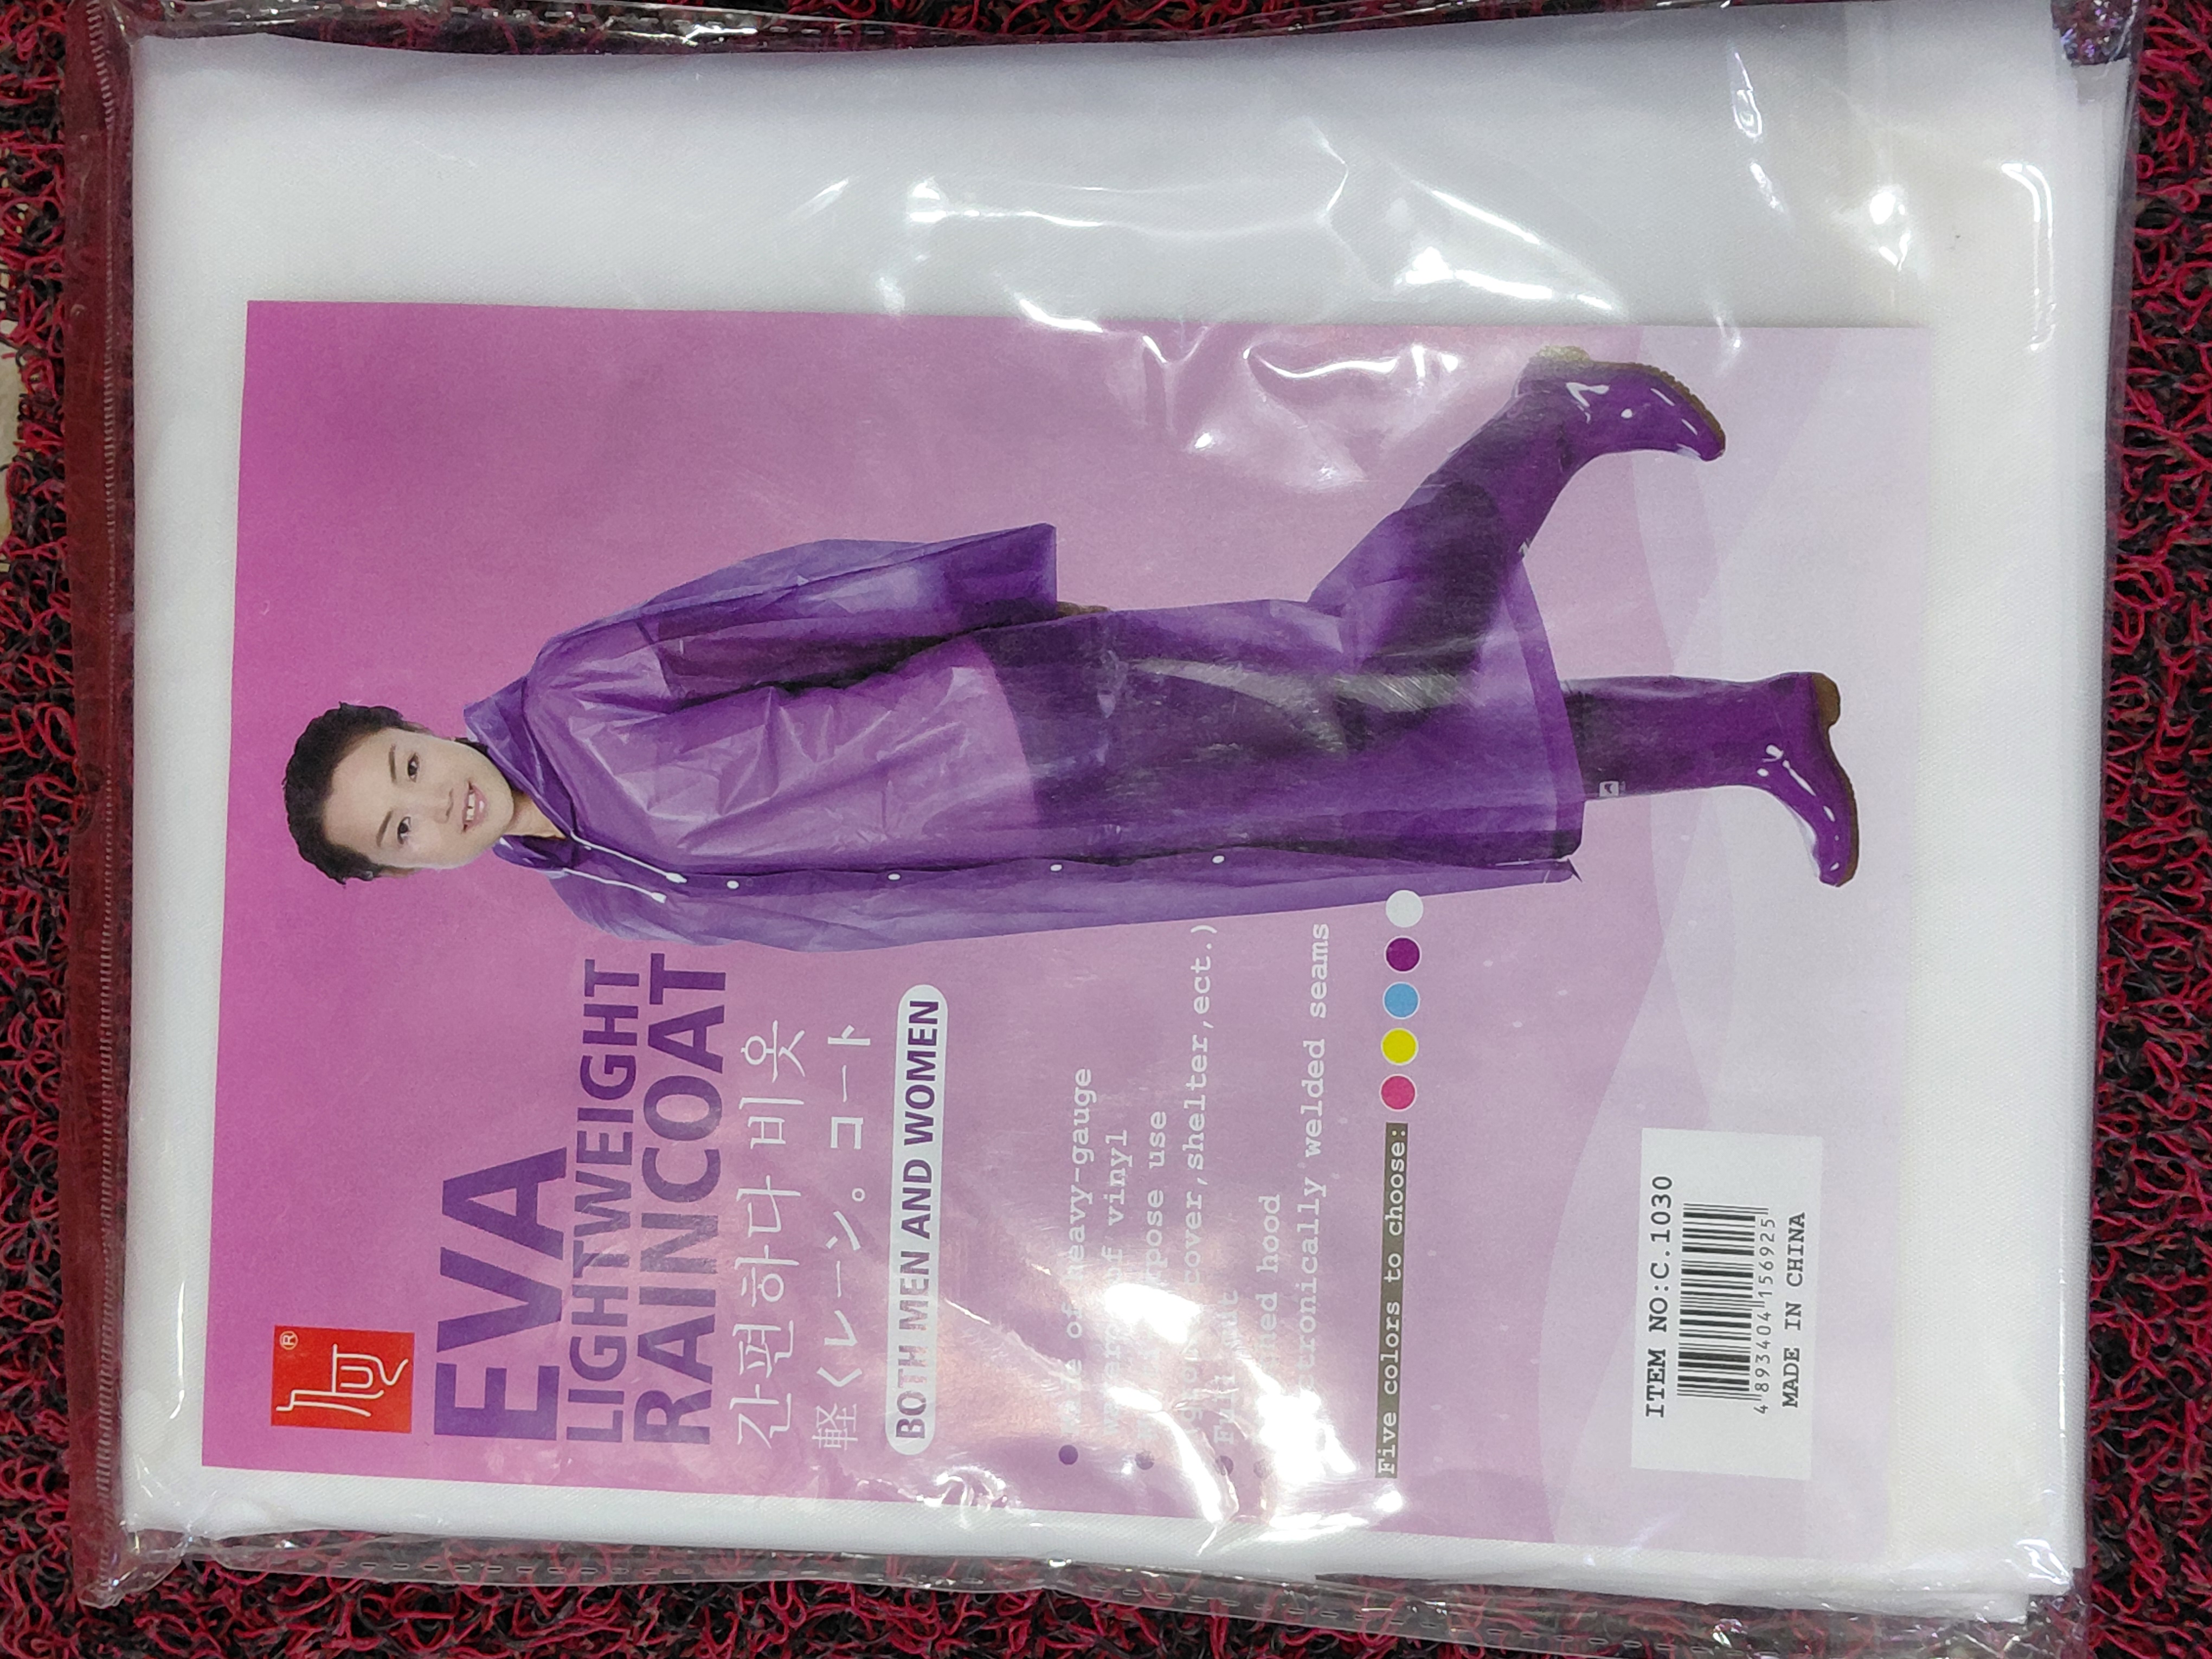 ®
EVA
LIGHTWEIGHT
RAINCOAT
간편하다 비옷
軽くレーン。コート
BOTH MEN AND WOMEN
of heavy-gauge
of vinyl
use
cover,shelter,ect.)
hood
welded seams
Five colors to choose:
ITEM NO:C.1030
4 893404 156925
MADE IN CHINA